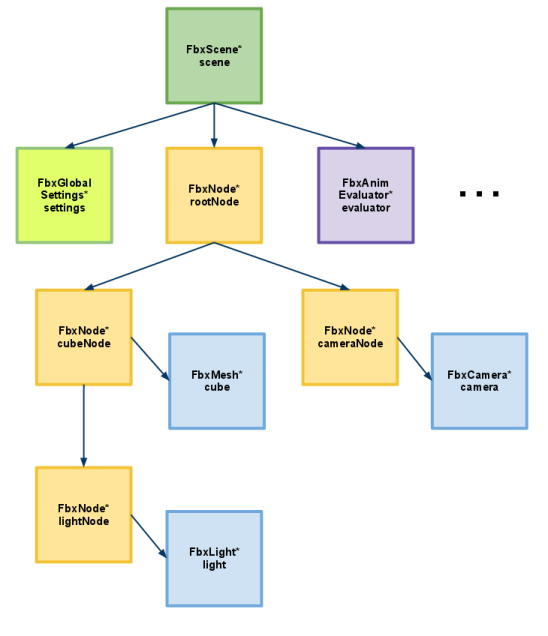 FbxScene*
scene
FbxGlobal
Settings*
settings
FbxNode*
rootNode
FbxAnim
Evaluator*
evaluator
...
FbxNode*
cubeNode
FbxMesh*
cube
FbxNode*
cameraNode
FbxCamera*
camera
FbxNode*
lightNode
FbxLight*
light